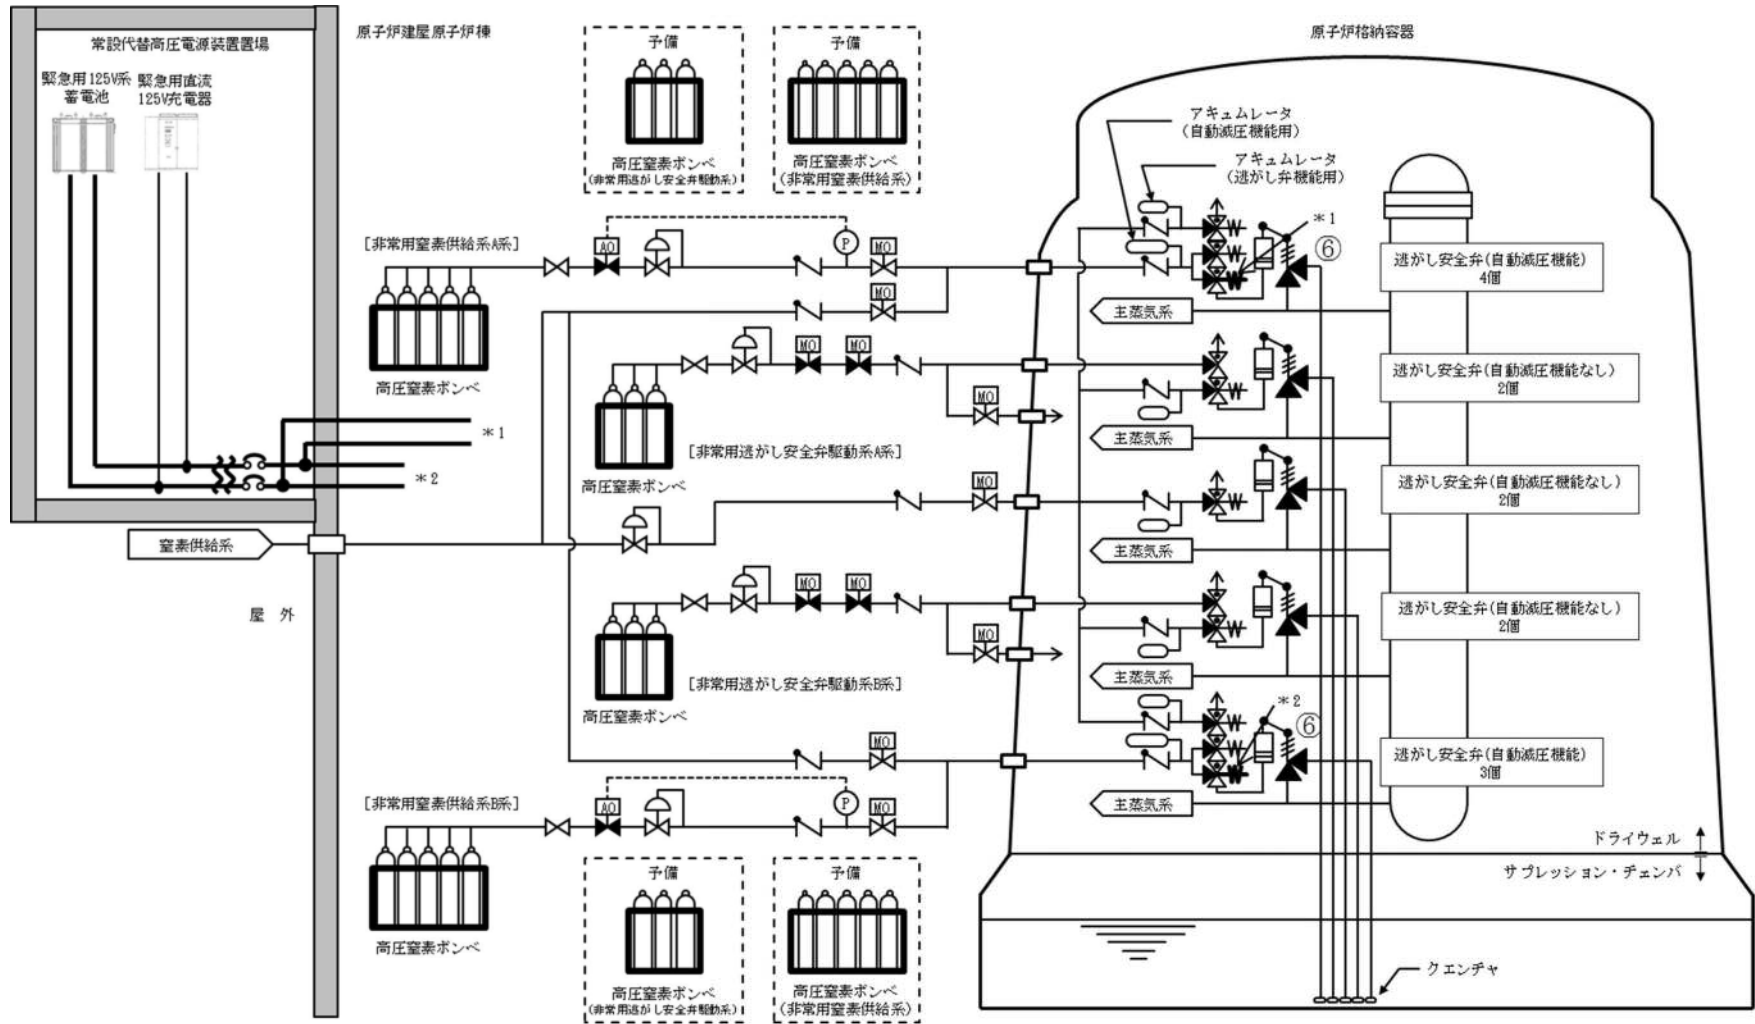 常設代替高圧電源装置置場
緊急用125V系
蓄電池
緊急用直流
125V充電器
原子炉建屋原子炉棟
予備
高圧窒素ボンベ
(非常用逃がし安全弁駆動系)
予備
高圧窒素ボンベ
(非常用窒素供給系)
原子炉格納容器
アキュムレータ
(自動減圧機能用)
アキュムレータ
(逃がし弁機能用)
[非常用窒素供給系A系]
AO
P
MO
*1
⑥
逃がし安全弁(自動減圧機能)
4個
MO
主蒸気系
高圧窒素ボンベ
MO
MO
逃がし安全弁(自動減圧機能なし)
2個
MO
主蒸気系
*1
[非常用逃がし安全弁駆動系A系]
*2
高圧窒素ボンベ
MO
逃がし安全弁(自動減圧機能なし)
2個
窒素供給系
主蒸気系
屋 外
MO
MO
逃がし安全弁(自動減圧機能なし)
2個
MO
[非常用逃がし安全弁駆動系B系]
主蒸気系
高圧窒素ボンベ
*2
⑥
MO
逃がし安全弁(自動減圧機能)
3個
[非常用窒素供給系B系]
AO
P
MO
主蒸気系
高圧窒素ボンベ
ドライウェル
サプレッション・チェンバ
予備
高圧窒素ボンベ
(非常用逃がし安全弁駆動系)
予備
高圧窒素ボンベ
(非常用窒素供給系)
クエンチャ